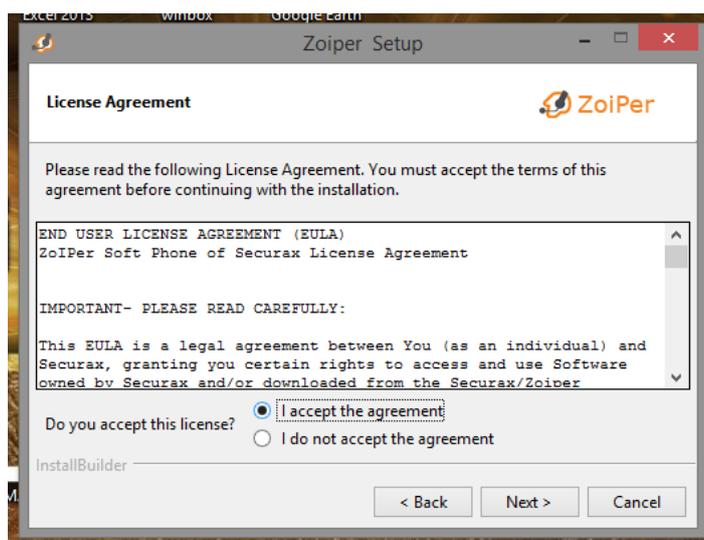 Excel 2013 winbox Google Earth
Zoiper Setup
License Agreement
ZoiPer
Please read the following License Agreement. You must accept the terms of this
agreement before continuing with the installation.
END USER LICENSE AGREEMENT (EULA)
ZoIPer Soft Phone of Securax License Agreement
IMPORTANT- PLEASE READ CAREFULLY:
This EULA is a legal agreement between You (as an individual) and
Securax, granting you certain rights to access and use Software
owned by Securax and/or downloaded from the Securax/Zoiper
Do you accept this license?
I accept the agreement
I do not accept the agreement
InstallBuilder
< Back Next > Cancel